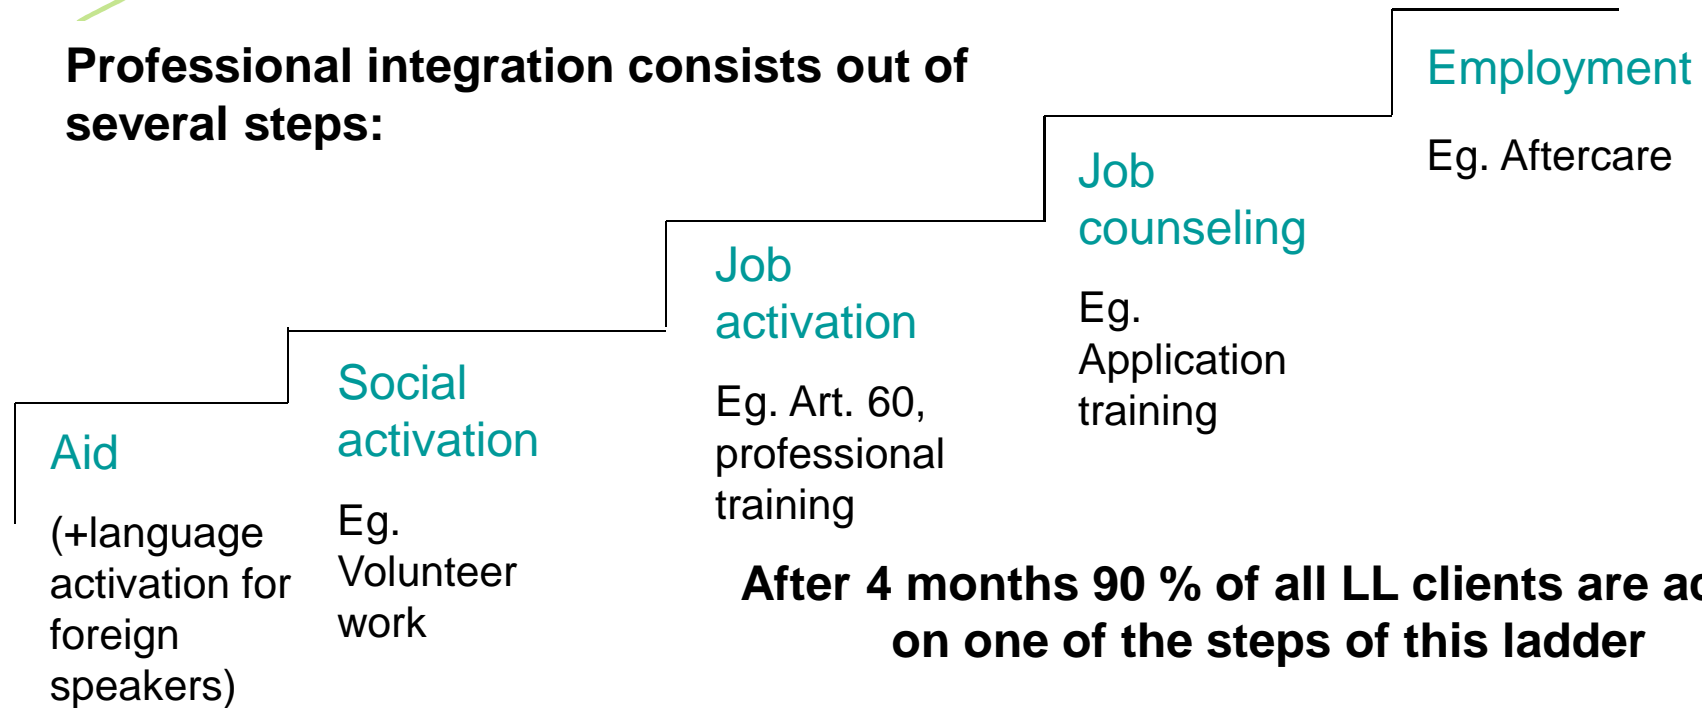 Professional integration consists out of
several steps:
Aid
(+language
activation for
foreign
speakers)
Social
activation
Eg.
Volunteer
work
Job
activation
Eg. Art. 60,
professional
training
Job
counseling
Eg.
Application
training
Employment
Eg. Aftercare
After 4 months 90 % of all LL clients are
on one of the steps of this ladder